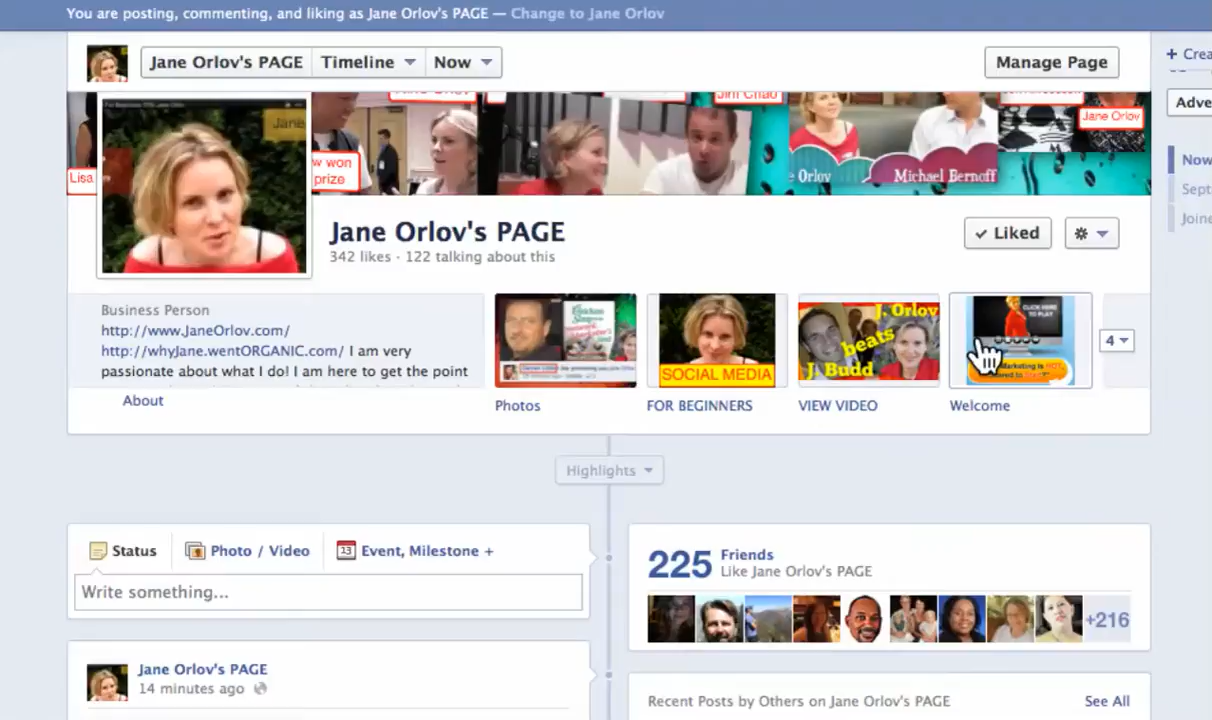 You are posting, commenting, and liking as Jane Orlov's PAGE — Change to Jane Orlov
Jane Orlov's PAGE Timeline Now Manage Page
+ Crea
Adve
Jim Chao
Jane Orlov
Jane
Lisa
w won
prize
e Orlov Michael Bernoff
Now
Sept
Joine
Jane Orlov's PAGE
342 likes · 122 talking about this
✓ Liked
Business Person
http://www.JaneOrlov.com/
http://whyJane.wentORGANIC.com/ I am very
passionate about what I do! I am here to get the point
About
SOCIAL MEDIA
J. Orlov
beats
J. Budd
CLICK HERE
TO PLAY
Marketing is HOT
4
Photos FOR BEGINNERS VIEW VIDEO Welcome
Highlights
Status Photo / Video 13 Event, Milestone +
Write something...
225 Friends
Like Jane Orlov's PAGE
+216
Jane Orlov's PAGE
14 minutes ago
Recent Posts by Others on Jane Orlov's PAGE See All